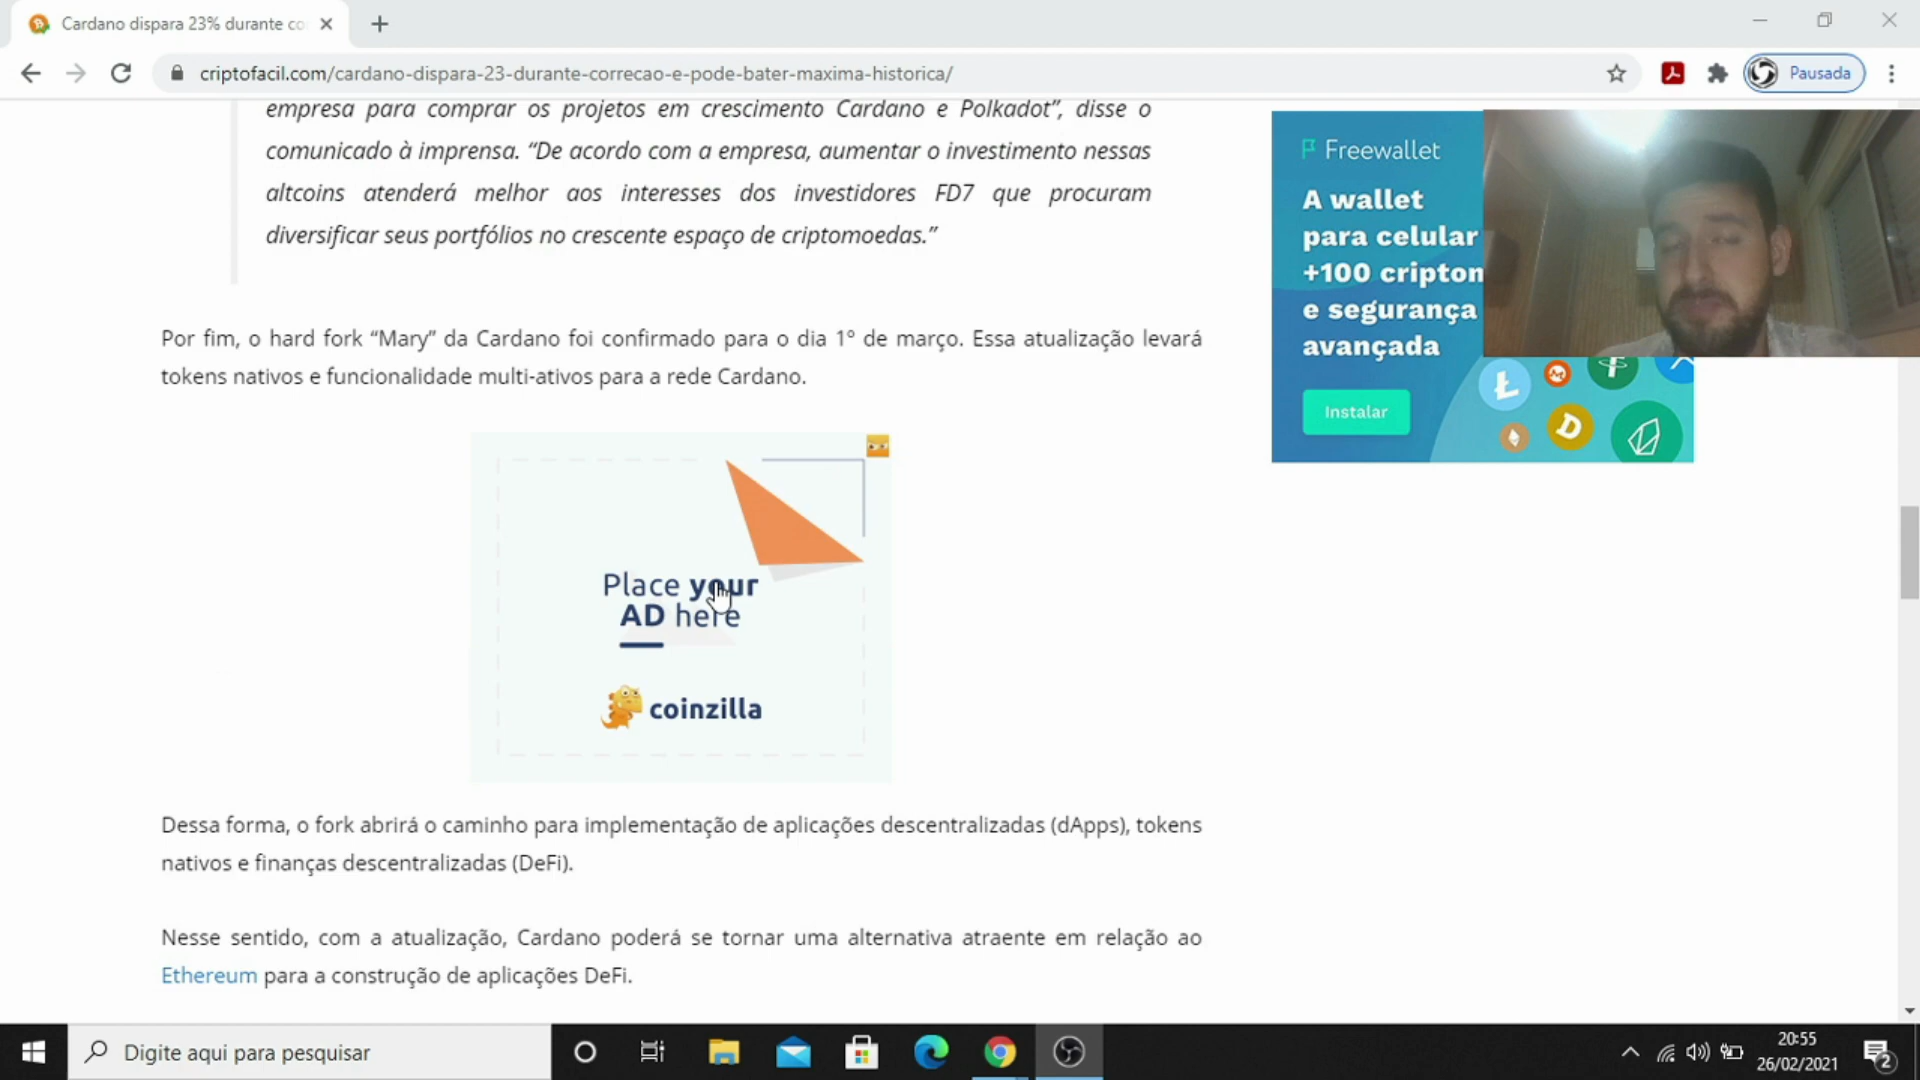 Cardano dispara 23% durante co
criptofacil.com/cardano-dispara-23-durante-correcao-e-pode-bater-maxima-historica/
Pausada
empresa para comprar os projetos em crescimento Cardano e Polkadot”, disse o
comunicado à imprensa. “De acordo com a empresa, aumentar o investimento nessas
altcoins atenderá melhor aos interesses dos investidores FD7 que procuram
diversificar seus portfólios no crescente espaço de criptomoedas.”
Freewallet
A wallet
para celular
+100 cripton
e segurança
avançada
Instalar
Por fim, o hard fork “Mary” da Cardano foi confirmado para o dia 1º de março. Essa atualização levará
tokens nativos e funcionalidade multi-ativos para a rede Cardano.
Place your
AD here
coinzilla
Dessa forma, o fork abrirá o caminho para implementação de aplicações descentralizadas (dApps), tokens
nativos e finanças descentralizadas (DeFi).
Nesse sentido, com a atualização, Cardano poderá se tornar uma alternativa atraente em relação ao
Ethereum para a construção de aplicações DeFi.
Digite aqui para pesquisar
20:55
26/02/2021
2